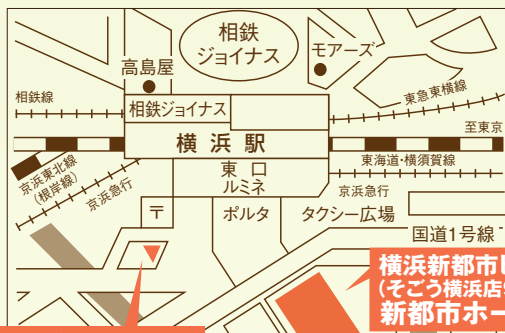 相鉄
ジョイナス
モアーズ
高島屋
相鉄線
相鉄ジョイナス
東急東横線
至東京
横浜駅
東海道・横須賀線
京浜東北線
(根岸線)
京浜急行
東口
ルミネ
京浜急行
〒
ポルタ
タクシー広場
国道1号線
横浜新都市
(そごう横浜店
新都市ホー